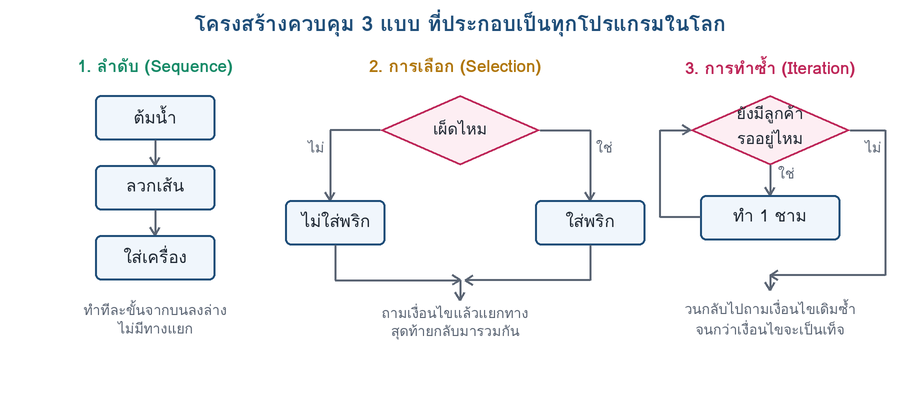 โครงสร้างควบคุม 3 แบบ ที่ประกอบเป็นทุกโปรแกรมในโลก
1. ลำดับ (Sequence)
ต้มน้ำ
ลวกเส้น
ใส่เครื่อง
ทำทีละขั้นจากบนลงล่าง
ไม่มีทางแยก
2. การเลือก (Selection)
เผ็ดไหม
ไม่
ใช่
ไม่ใส่พริก
ใส่พริก
ถามเงื่อนไขแล้วแยกทาง
สุดท้ายกลับมารวมกัน
3. การทำซ้ำ (Iteration)
ยังมีลูกค้า
รออยู่ไหม
ไม่
ใช่
ทำ 1 ชาม
วนกลับไปถามเงื่อนไขเดิมซ้ำ
จนกว่าเงื่อนไขจะเป็นเท็จ